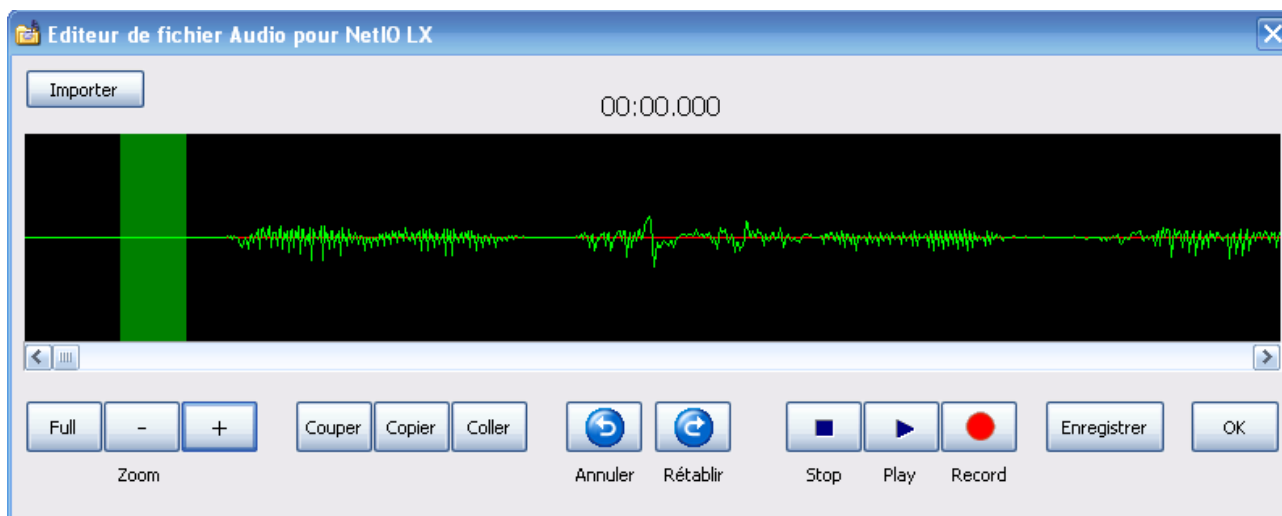 Editeur de fichier Audio pour NetIO LX
Importer
00:00.000
Full - + Couper Copier Coller Enregistrer OK
Zoom Annuler Rétablir Stop Play Record